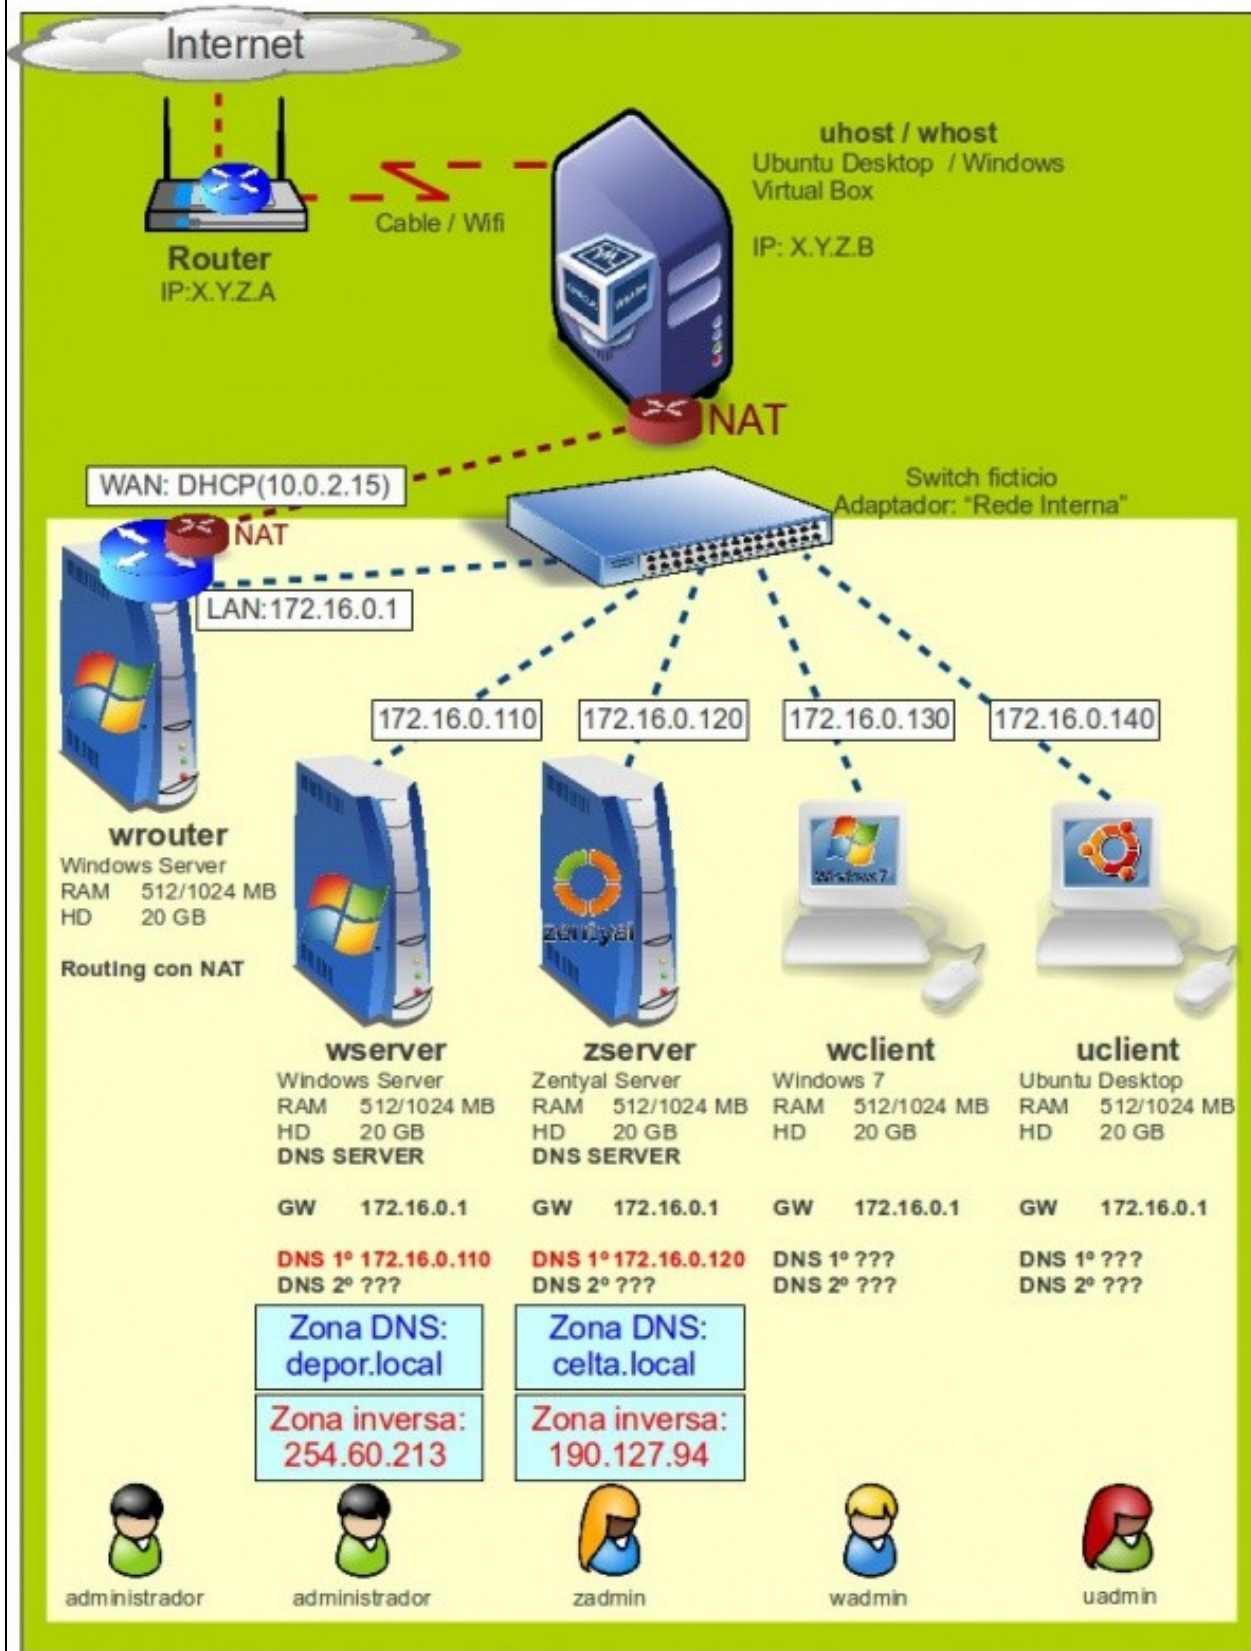 Internet
uhost / whost
Ubuntu Desktop / Windows
Virtual Box
IP: X.Y.Z.B
Cable / Wifi
Router
IP:X.Y.Z.A
NAT
WAN: DHCP(10.0.2.15)
Switch ficticio
Adaptador: “Rede Interna”
NAT
LAN:172.16.0.1
172.16.0.110
172.16.0.120
172.16.0.130
172.16.0.140
wrouter
Windows Server
RAM 512/1024 MB
HD 20 GB
Routing con NAT
zentyal
Windows 7
wserver
Windows Server
RAM 512/1024 MB
HD 20 GB
DNS SERVER
GW 172.16.0.1
DNS 1º 172.16.0.110
DNS 2º ???
Zona DNS:
depor.local
Zona inversa:
254.60.213
zserver
Zentyal Server
RAM 512/1024 MB
HD 20 GB
DNS SERVER
GW 172.16.0.1
DNS 1º 172.16.0.120
DNS 2º ???
Zona DNS:
celta.local
Zona inversa:
190.127.94
wclient
Windows 7
RAM 512/1024 MB
HD 20 GB
GW 172.16.0.1
DNS 1º ???
DNS 2º ???
uclient
Ubuntu Desktop
RAM 512/1024 MB
HD 20 GB
GW 172.16.0.1
DNS 1º ???
DNS 2º ???
administrador
administrador
zadmin
wadmin
uadmin